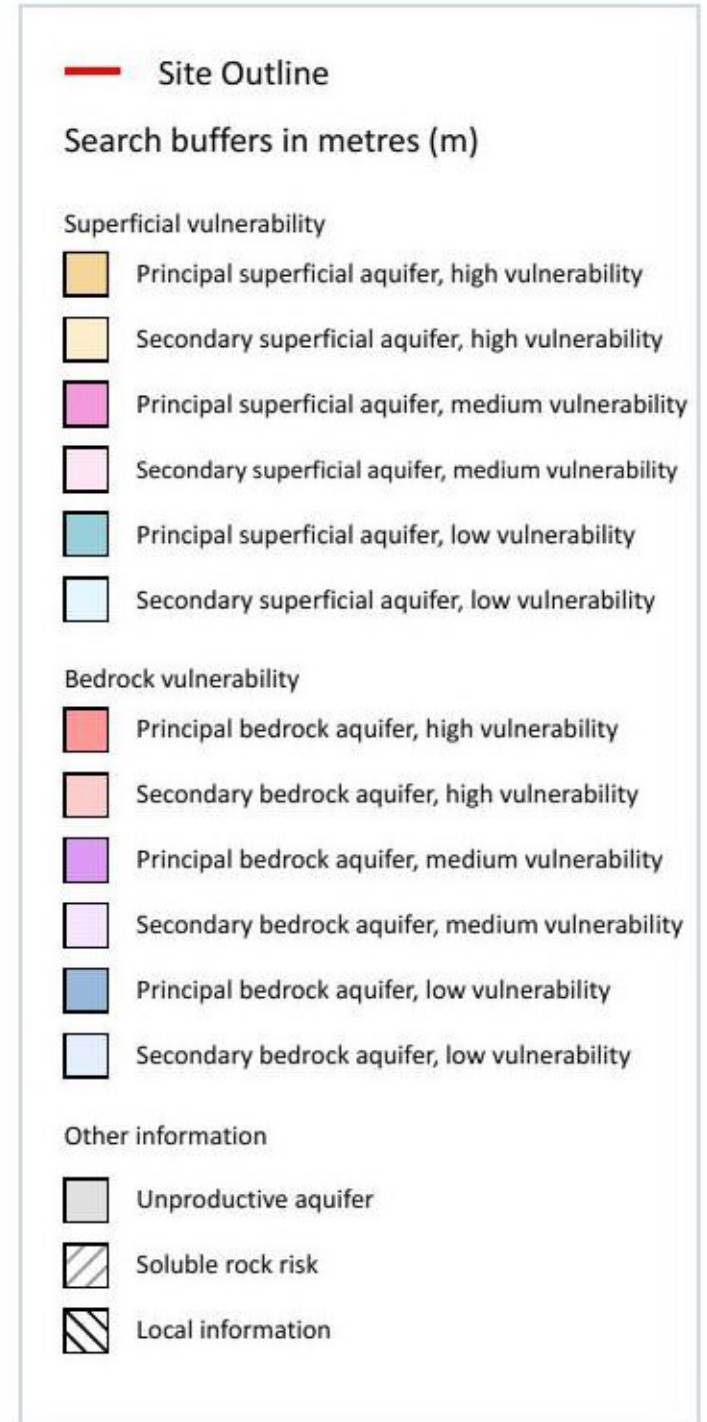 Site Outline
Search buffers in metres (m)
Superficial vulnerability
Principal superficial aquifer, high vulnerability
Secondary superficial aquifer, high vulnerability
Principal superficial aquifer, medium vulnerability
Secondary superficial aquifer, medium vulnerability
Principal superficial aquifer, low vulnerability
Secondary superficial aquifer, low vulnerability
Bedrock vulnerability
Principal bedrock aquifer, high vulnerability
Secondary bedrock aquifer, high vulnerability
Principal bedrock aquifer, medium vulnerability
Secondary bedrock aquifer, medium vulnerability
Principal bedrock aquifer, low vulnerability
Secondary bedrock aquifer, low vulnerability
Other information
Unproductive aquifer
Soluble rock risk
Local information